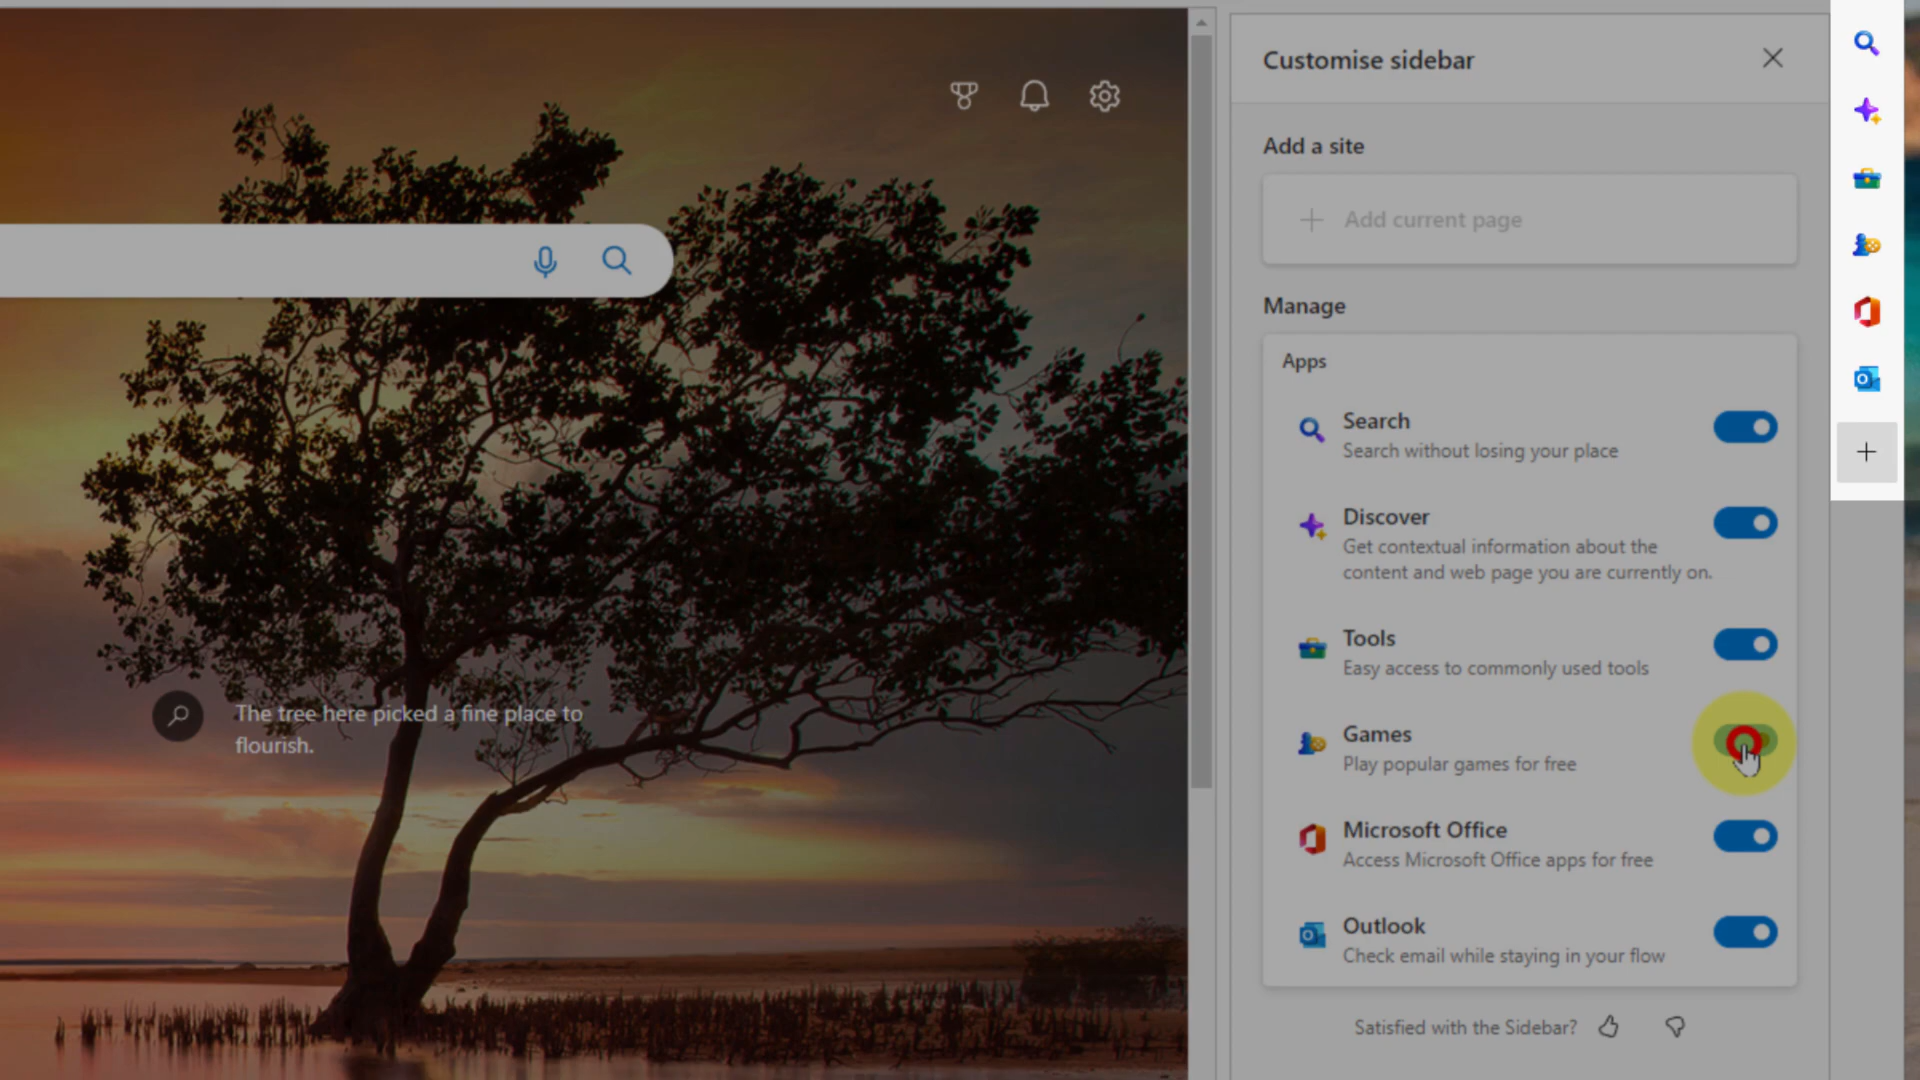 Customise sidebar
Add a site
Add current page
Manage
Apps
Search
Search without losing your place
Discover
Get contextual information about the
content and web page you are currently on.
Tools
Easy access to commonly used tools
Games
Play popular games for free
Microsoft Office
Access Microsoft Office apps for free
Outlook
Check email while staying in your flow
Satisfied with the Sidebar?
The tree here picked a fine place to
flourish.